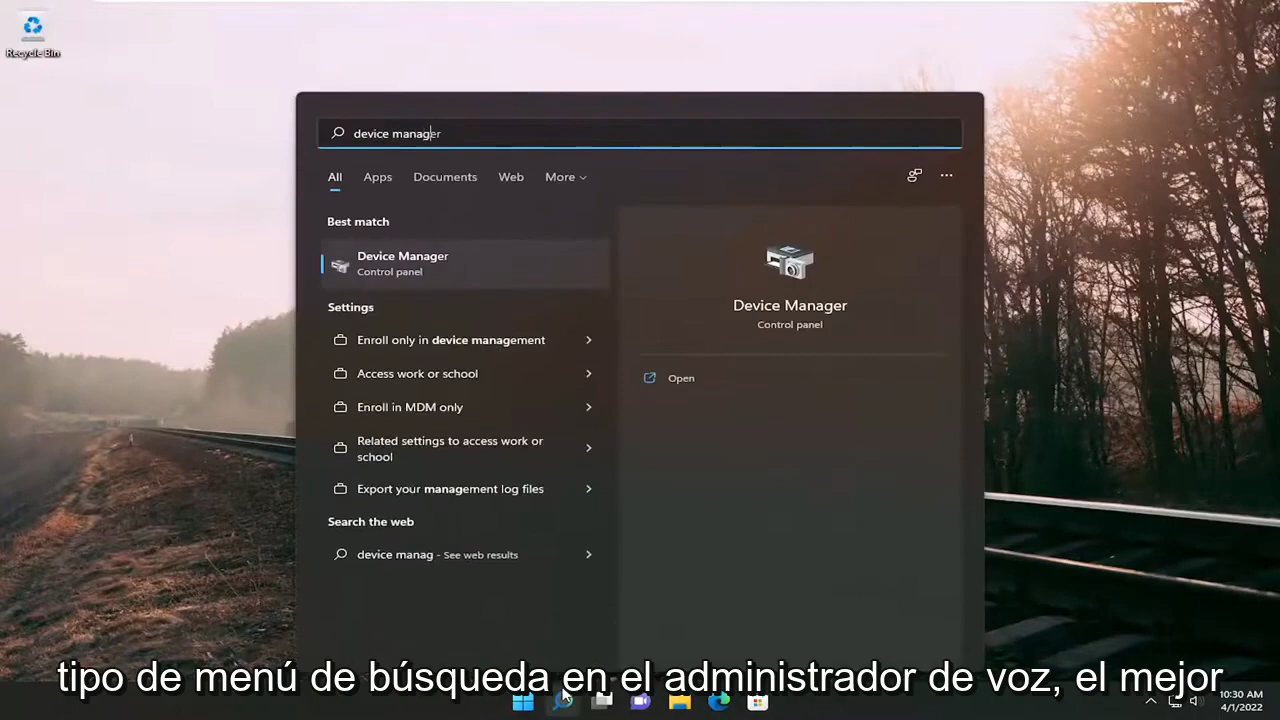 Recycle Bin
device manager
All
Apps
Documents
Web
More
Best match
Device Manager
Control panel
Settings
Enroll only in device management
Access work or school
Enroll in MDM only
Related settings to access work or
school
Export your management log files
Search the web
device manag - See web results
Device Manager
Control panel
Open
tipo de menú de búsqueda en el administrador de voz, el mejor
10:30 AM
4/1/2022